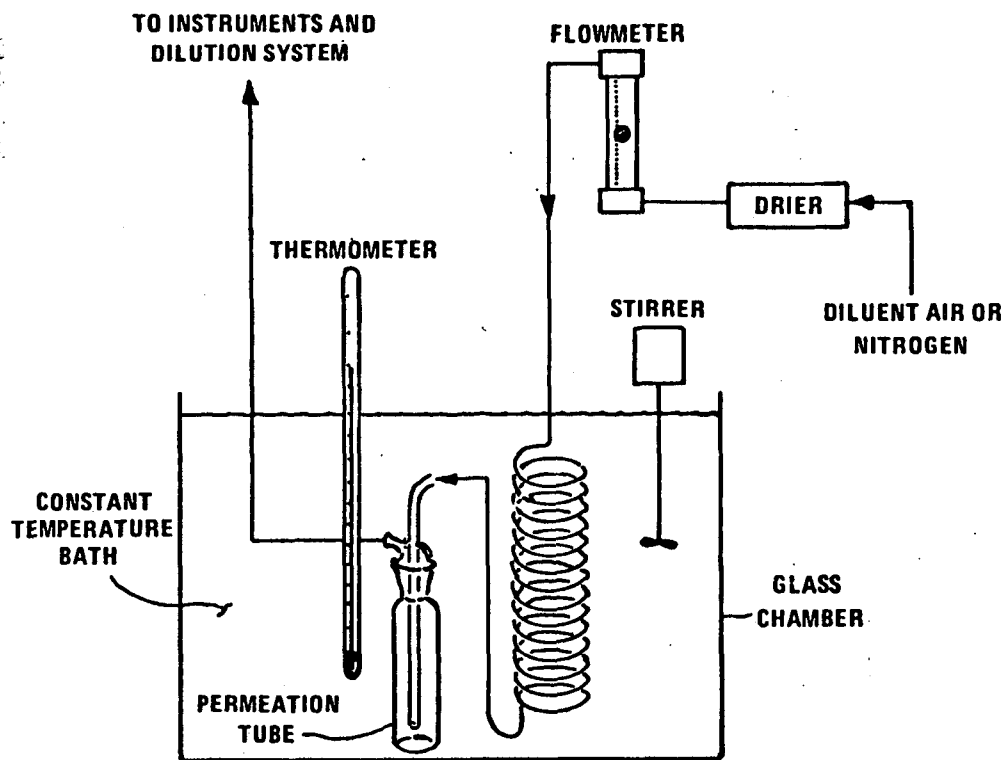 TO INSTRUMENTS AND
DILUTION SYSTEM
FLOWMETER
DRIER
THERMOMETER
STIRRER
DILUENT AIR OR
NITROGEN
CONSTANT
TEMPERATURE
BATH
GLASS
CHAMBER
PERMEATION
TUBE